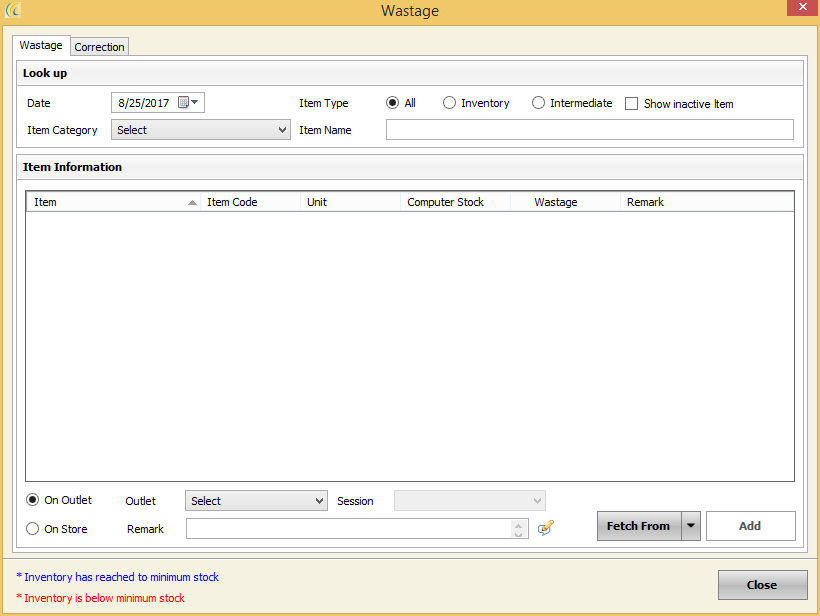 Wastage
Wastage Correction
Look up
Date 8/25/2017 Item Type All Inventory Intermediate Show inactive Item
Item Category Select Item Name
Item Information
Item Item Code Unit Computer Stock Wastage Remark
On Outlet Outlet Select Session
On Store Remark Fetch From Add
* Inventory has reached to minimum stock
* Inventory is below minimum stock
Close